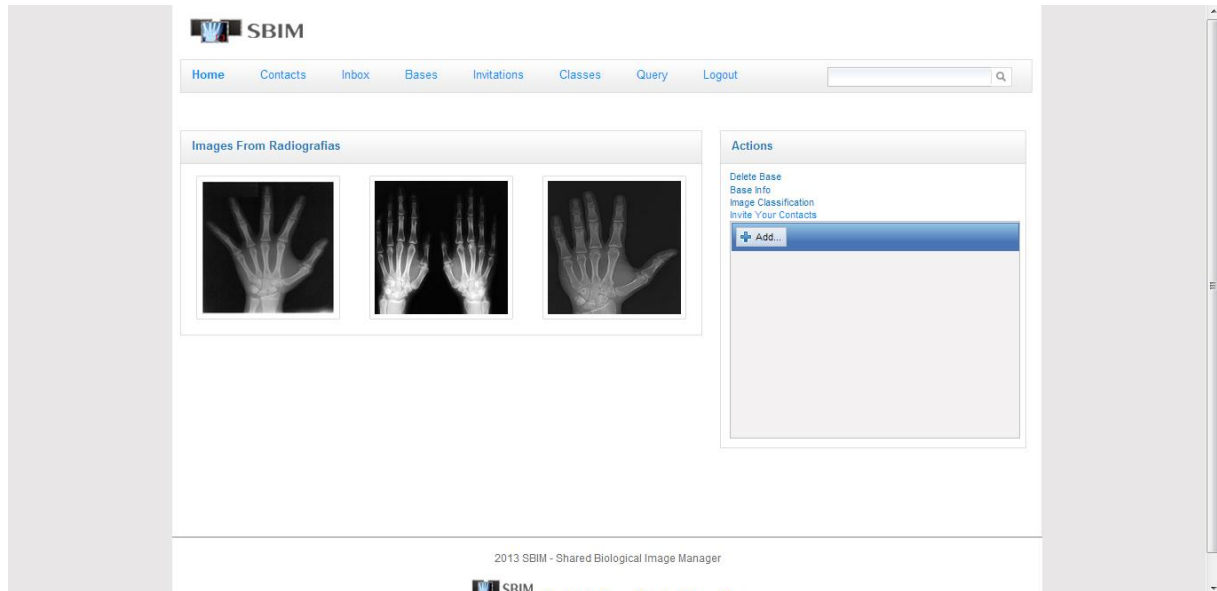 SBIM
Home Contacts Inbox Bases Invitations Classes Query Logout
Images From Radiografias
Actions
Delete Base
Base Info
Image Classification
Invite Your Contacts
Add...
2013 SBIM - Shared Biological Image Manager
SBIM